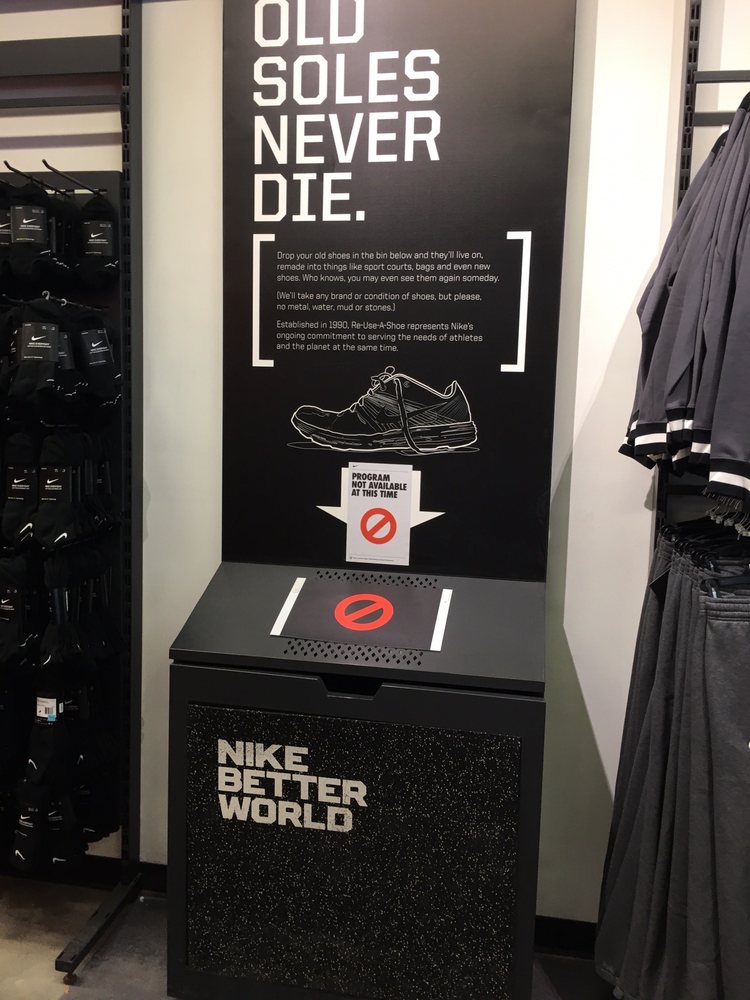 OLD
SOLES
NEVER
DIE.
Drop your old shoes in the bin below and they'll live on,
remade into things like sport courts, bags and even new
shoes. Who knows, you may even see them again someday.
(We'll take any brand or condition of shoes, but please,
no metal, water, mud or stones.)
Established in 1990, Re-Use-A-Shoe represents Nike's
ongoing commitment to serving the needs of athletes
and the planet at the same time.
PROGRAM
NOT AVAILABLE
AT THIS TIME
NIKE
BETTER
WORLD